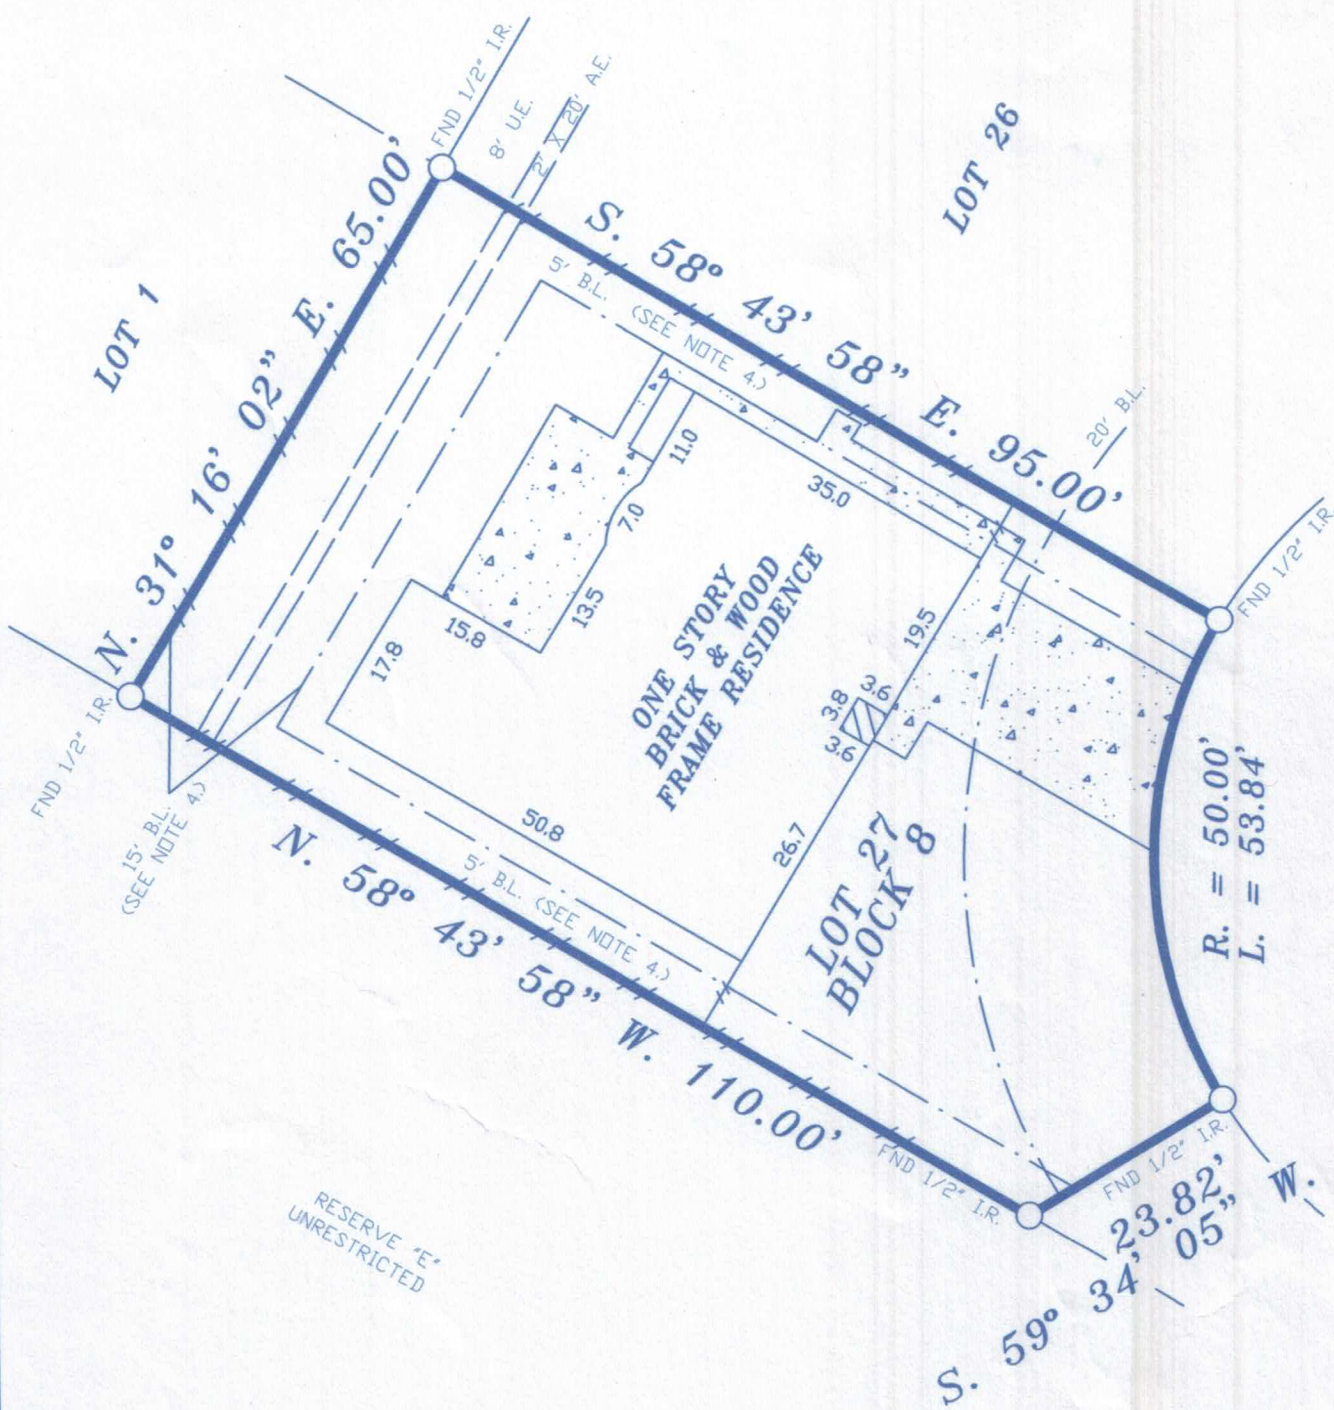 FND 1/2" I.R.
8' U.E.
2' X 20' A.E.
LOT 26
LOT 1
N. 31° 16' 02" E. 65.00'
S. 58° 43' 58" E. 95.00'
5' B.L. (SEE NOTE 4.)
20' B.L.
FND 1/2" I.R.
11.0
35.0
7.0
13.5
15.8
17.8
19.5
ONE STORY
BRICK & WOOD
FRAME RESIDENCE
3.8
3.6
3.6
FND 1/2" I.R.
15' B.L.
(SEE NOTE 4.)
50.8
26.7
LOT 27
BLOCK 8
R. = 50.00'
L. = 53.84'
5' B.L. (SEE NOTE 4.)
N. 58° 43' 58" W. 110.00'
FND 1/2" I.R.
FND 1/2" I.R.
23.82'
S. 59° 34' 05" W.
RESERVE "E"
UNRESTRICTED